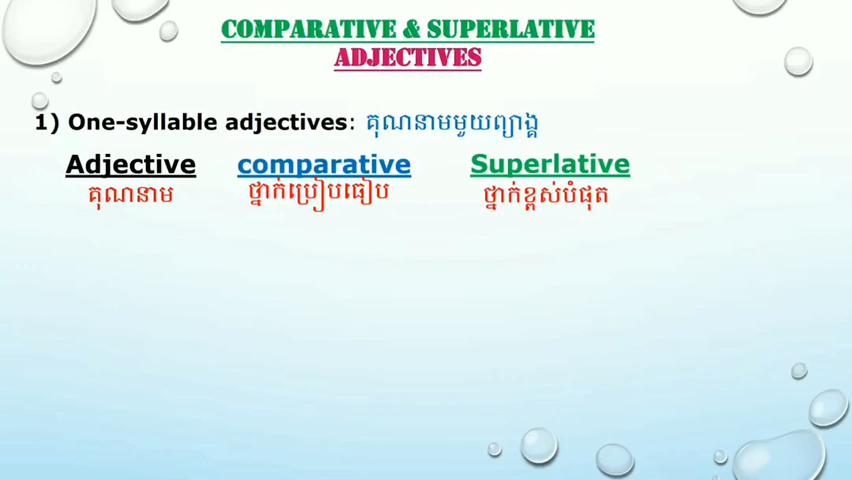 COMPARATIVE & SUPERLATIVE
ADJECTIVES
1) One-syllable adjectives: គុណនាមមួយព្យាង្គ
Adjective comparative Superlative
គុណនាម ថ្នាក់ប្រៀបធៀប ថ្នាក់ខ្ពស់បំផុត